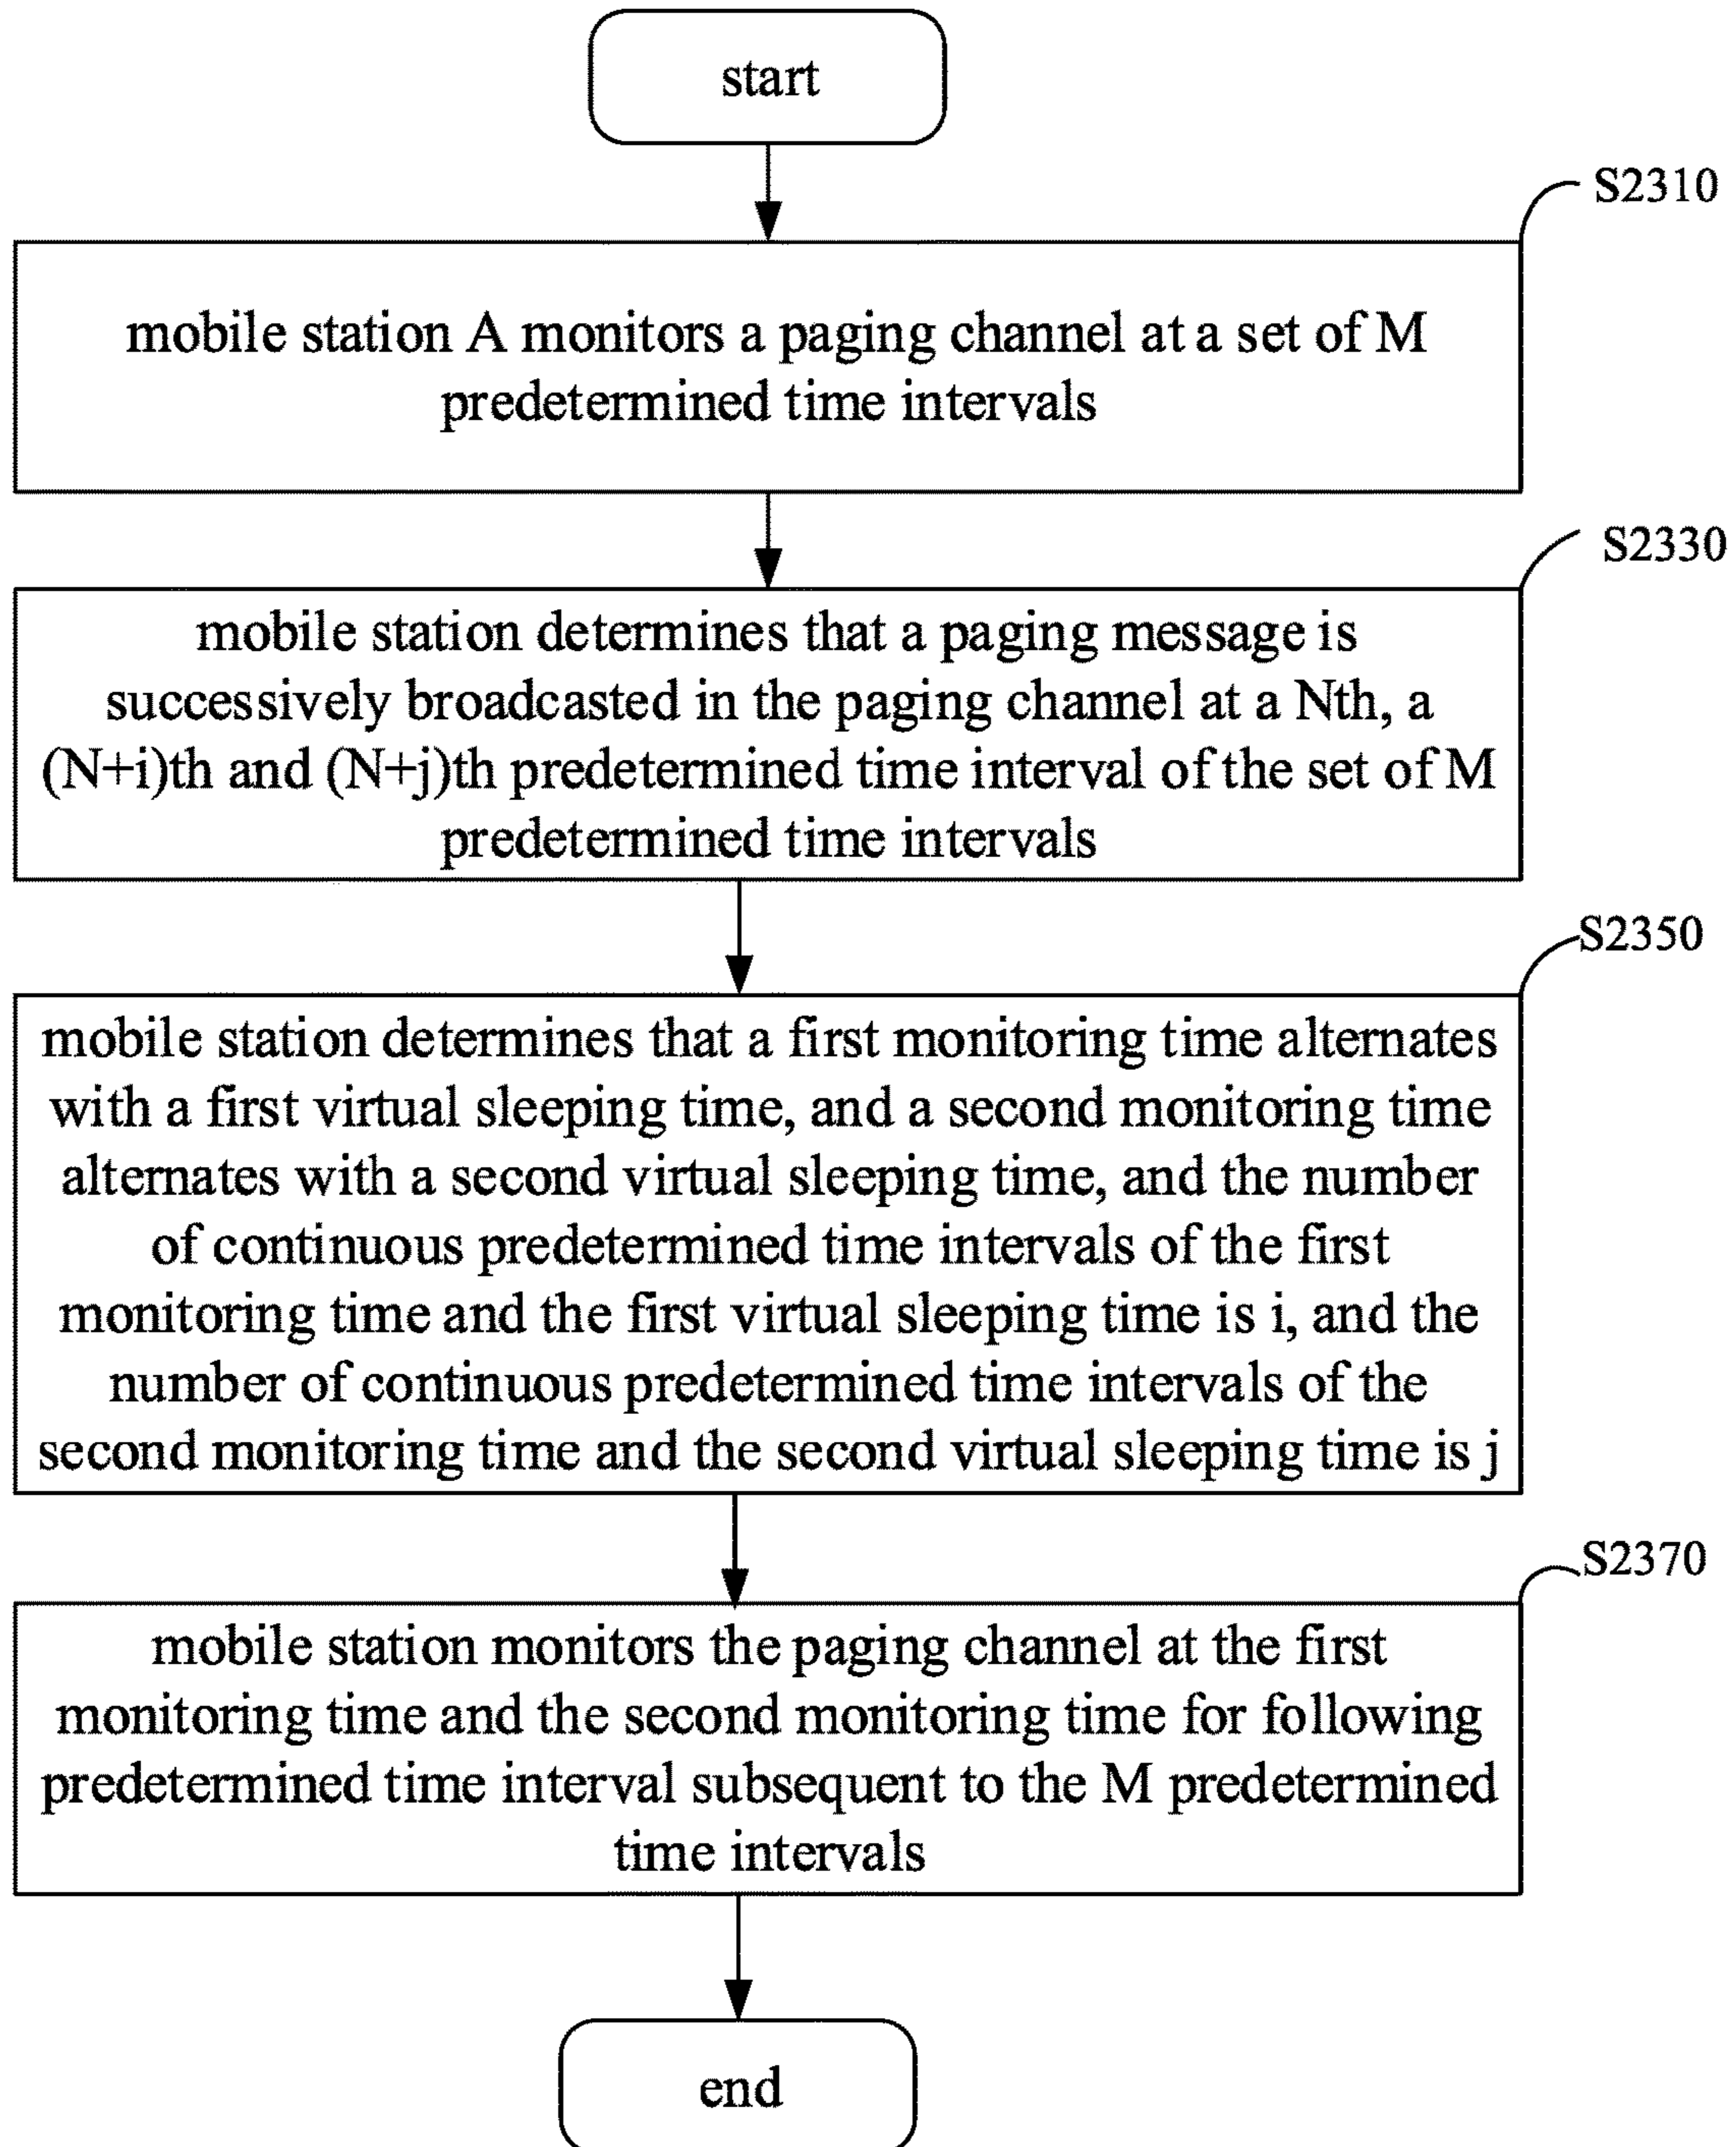 start
S2310
mobile station A monitors a paging channel at a set of M
predetermined time intervals
S2330
mobile station determines that a paging message is
successively broadcasted in the paging channel at a Nth, a
(N+i)th and (N+j)th predetermined time interval of the set of M
predetermined time intervals
S2350
mobile station determines that a first monitoring time alternates
with a first virtual sleeping time, and a second monitoring time
alternates with a second virtual sleeping time, and the number
of continuous predetermined time intervals of the first
monitoring time and the first virtual sleeping time is i, and the
number of continuous predetermined time intervals of the
second monitoring time and the second virtual sleeping time is j
S2370
mobile station monitors the paging channel at the first
monitoring time and the second monitoring time for following
predetermined time interval subsequent to the M predetermined
time intervals
end